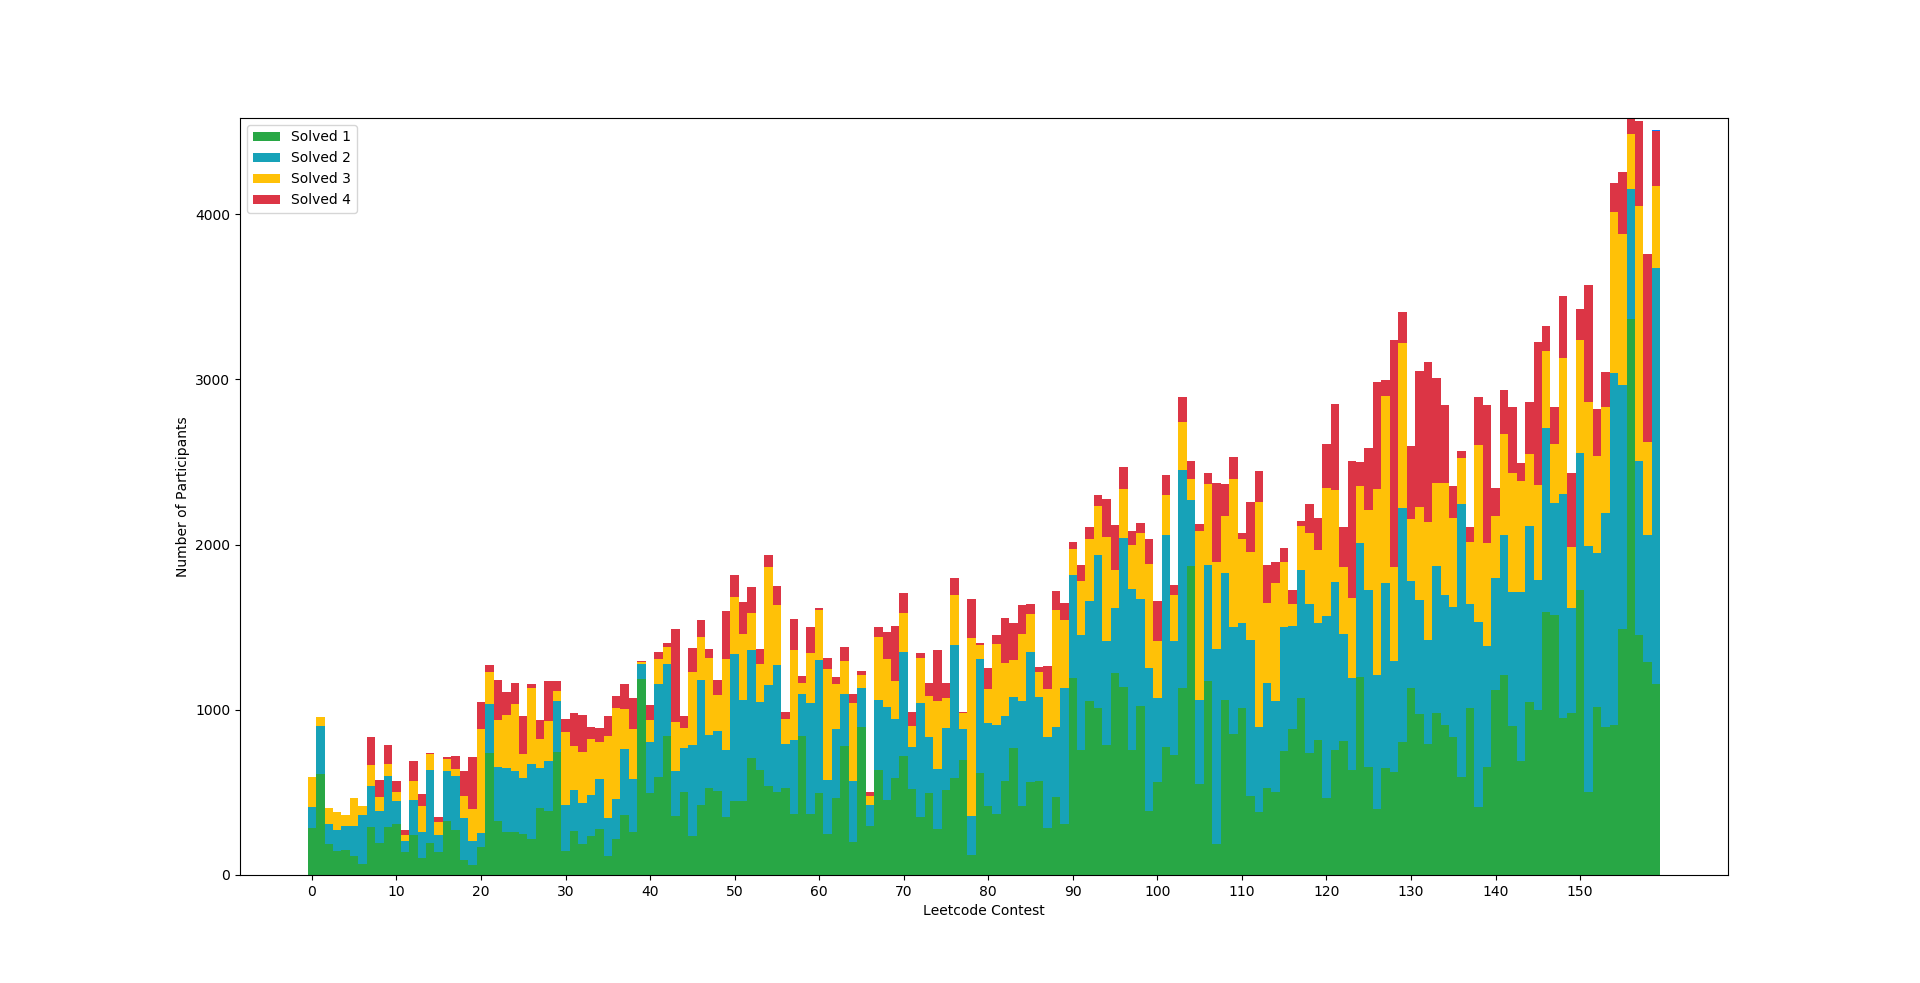 Solved 1
Solved 2
Solved 3
Solved 4
4000
3000
2000
1000
0
Number of Participants
0 10 20 30 40 50 60 70 80 90 100 110 120 130 140 150
Leetcode Contest